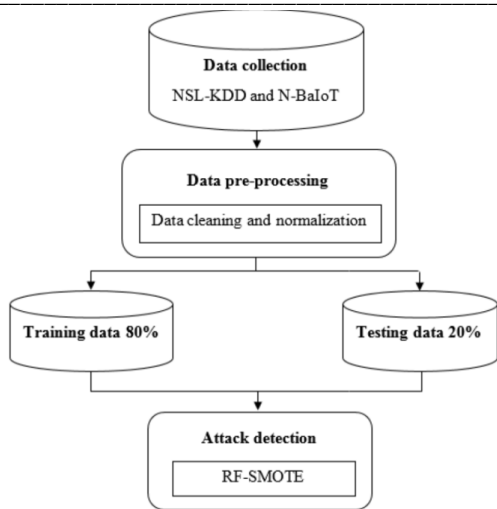 Data collection
NSL-KDD and N-BaIoT
Data pre-processing
Data cleaning and normalization
Training data 80%
Testing data 20%
Attack detection
RF-SMOTE